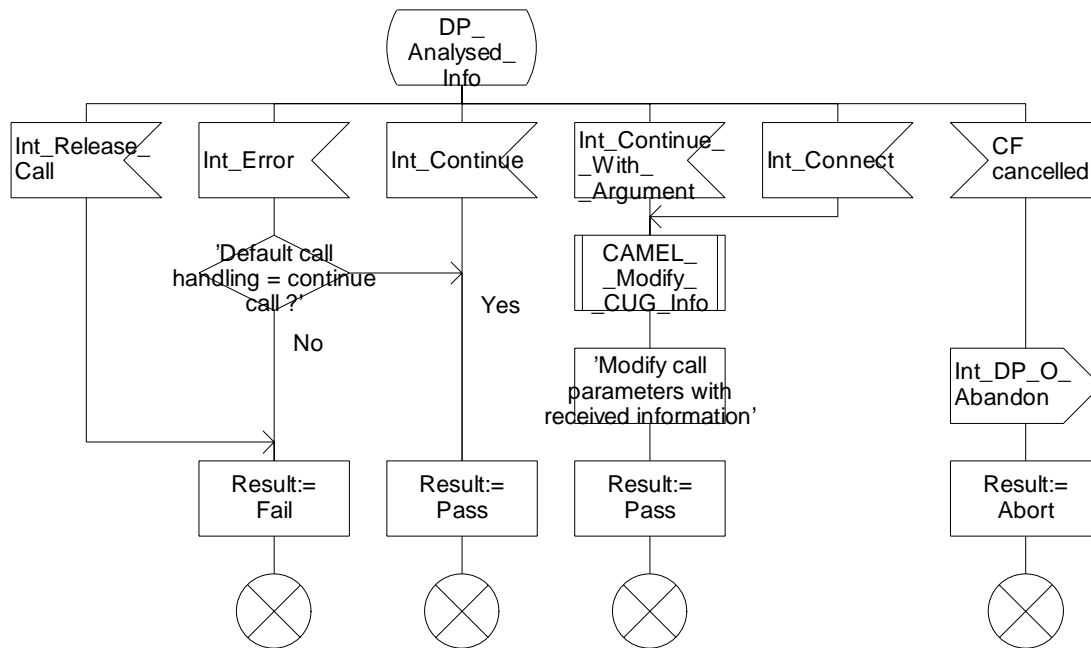 DP_
Analysed_
Info
Int_Release_
Call
Int_Error
Int_Continue
Int_Continue_
_With_
_Argument
Int_Connect
CF
cancelled
'Default call
handling = continue
call ?'
Yes
No
CAMEL_
_Modify_
_CUG_Info
'Modify call
parameters with
received information'
Int_DP_O_
Abandon
Result:=
Fail
Result:=
Pass
Result:=
Pass
Result:=
Abort